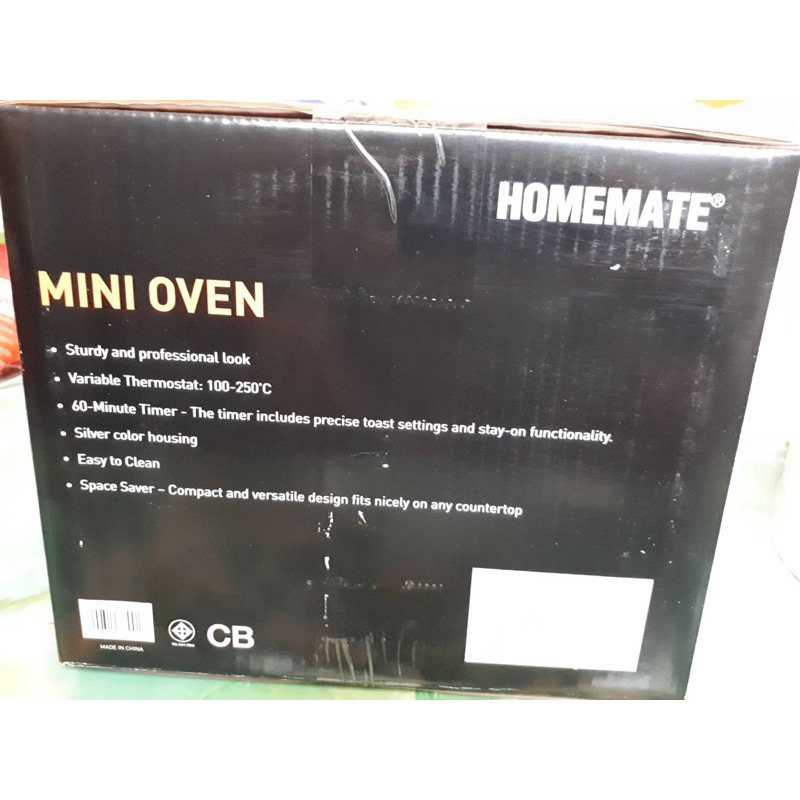 HOMEMATE®
MINI OVEN
• Sturdy and professional look
• Variable Thermostat: 100-250°C
• 60-Minute Timer - The timer includes precise toast settings and stay-on functionality.
• Silver color housing
• Easy to Clean
• Space Saver – Compact and versatile design fits nicely on any countertop
CB
MADE IN CHINA